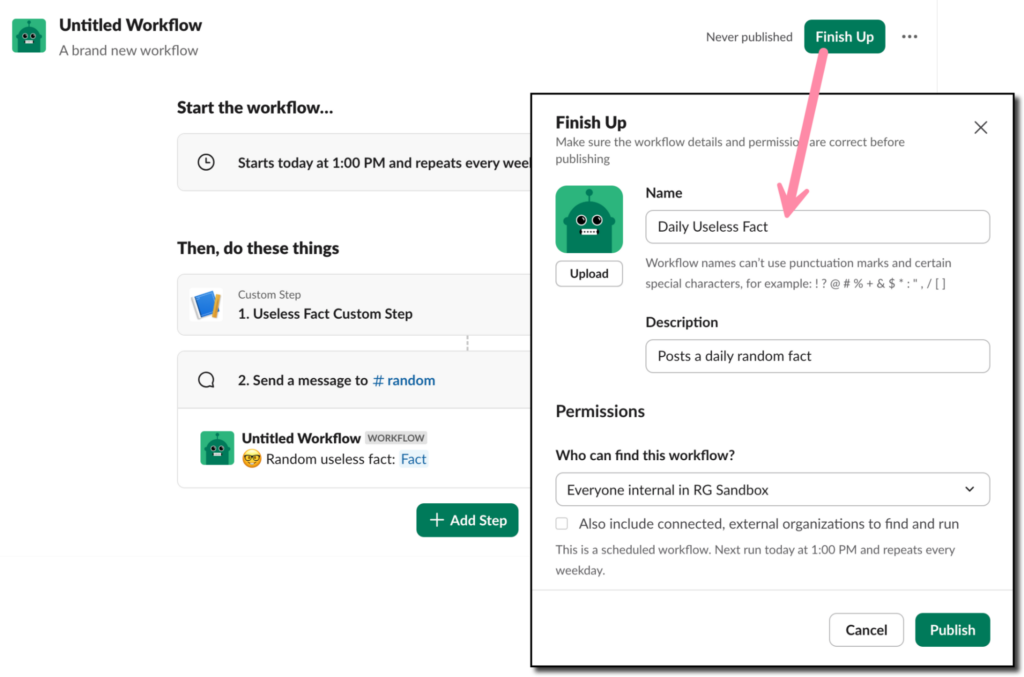 Untitled Workflow
A brand new workflow
Never published
Finish Up
Start the workflow...
Starts today at 1:00 PM and repeats every
Then, do these things
Custom Step
1. Useless Fact Custom Step
2. Send a message to # random
Untitled Workflow WORKFLOW
🤓 Random useless fact: Fact
+ Add Step
Finish Up
Make sure the workflow details and permission are correct before
publishing
Upload
Name
Daily Useless Fact
Workflow names can't use punctuation marks and certain
special characters, for example: ! ? @ # % + & $ * : " , / [ ]
Description
Posts a daily random fact
Permissions
Who can find this workflow?
Everyone internal in RG Sandbox
Also include connected, external organizations to find and run
This is a scheduled workflow. Next run today at 1:00 PM and repeats every
weekday.
Cancel
Publish